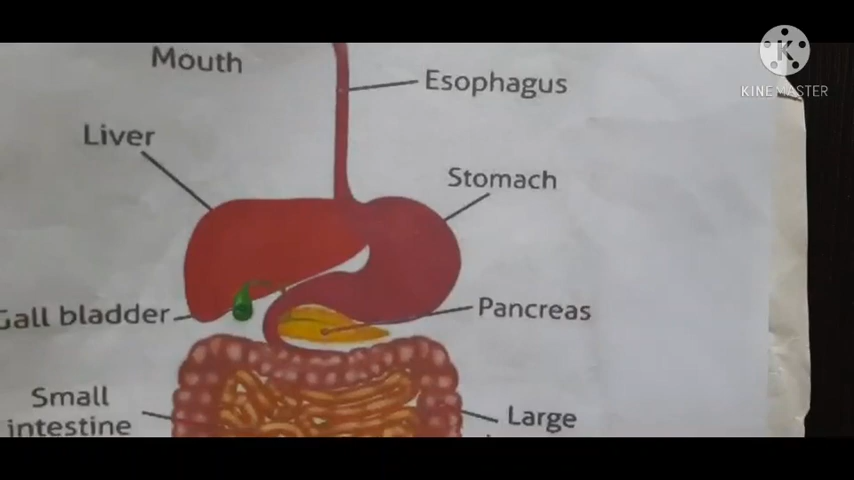 Mouth
Esophagus
Liver
Stomach
Gall bladder
Pancreas
Small
intestine
Large
K
KINEMASTER